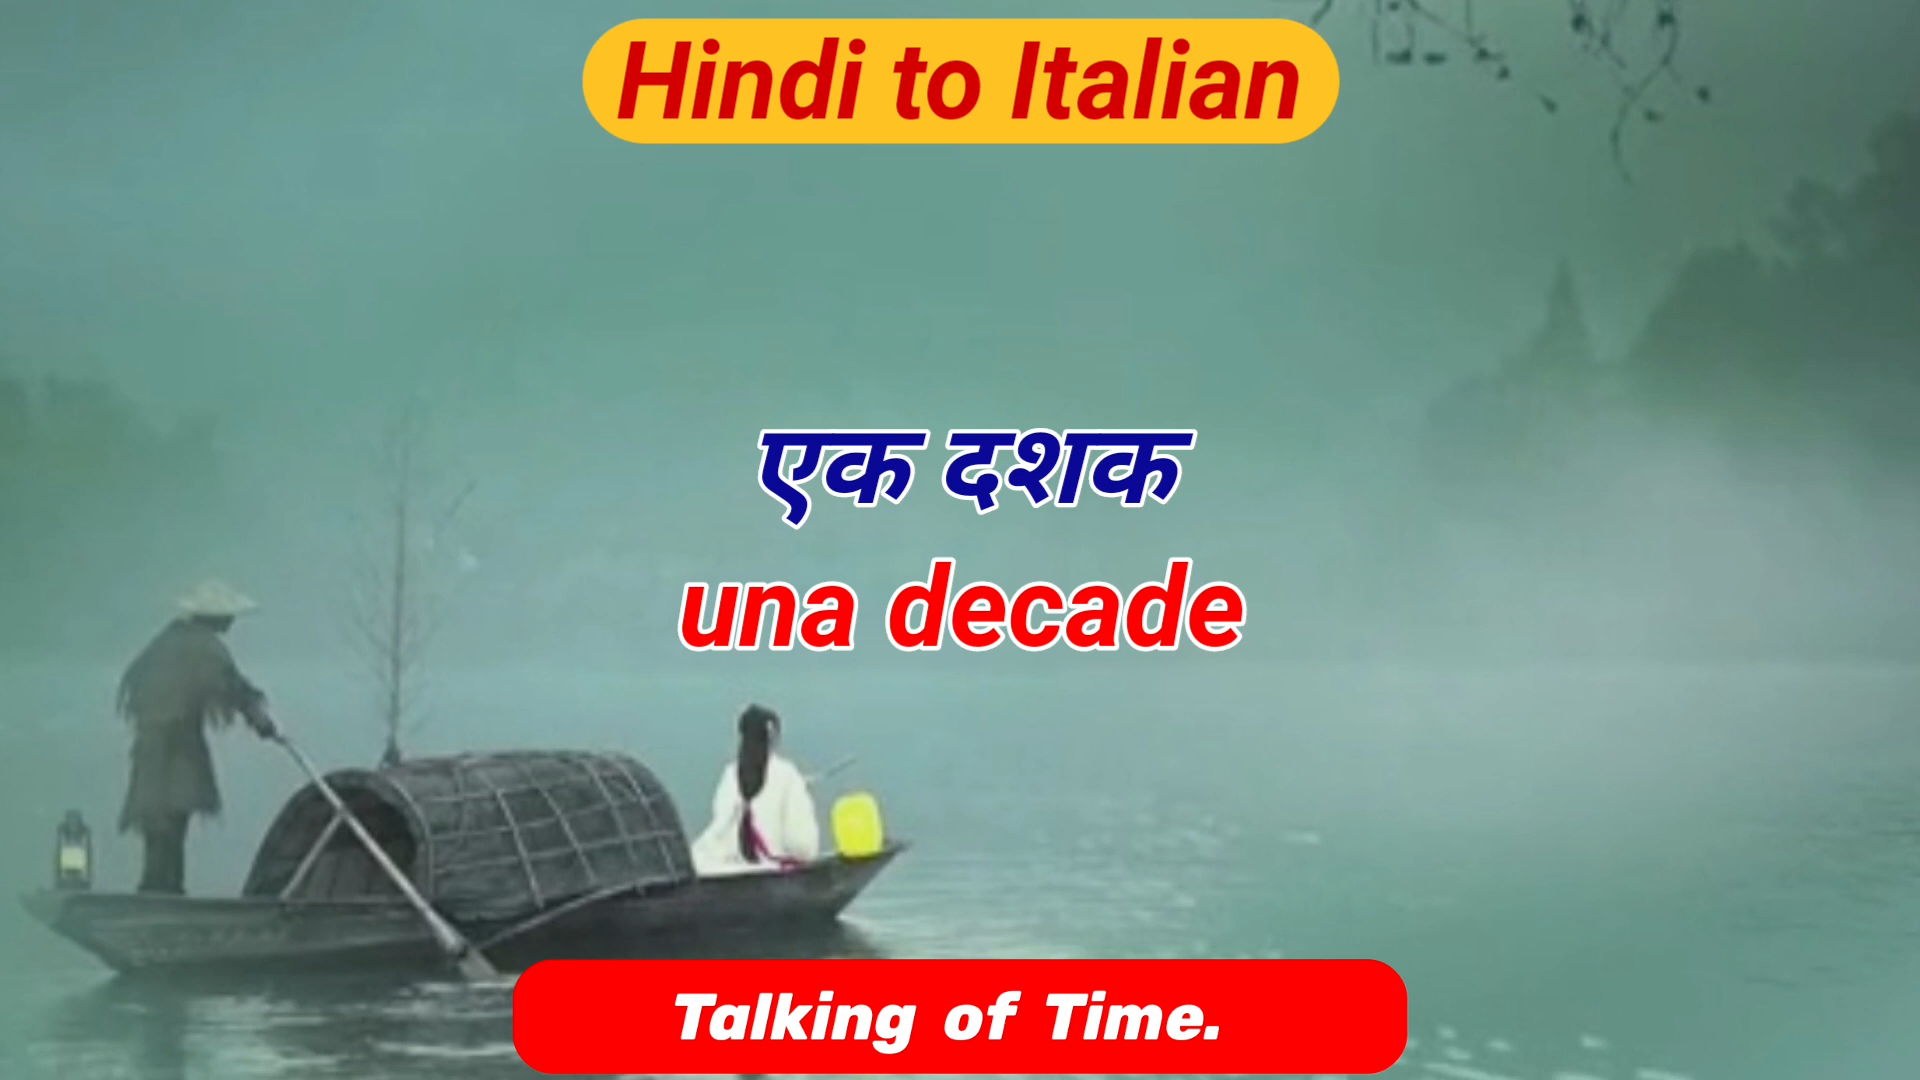 Hindi to Italian
एक दशक
una decade
Talking of Time.